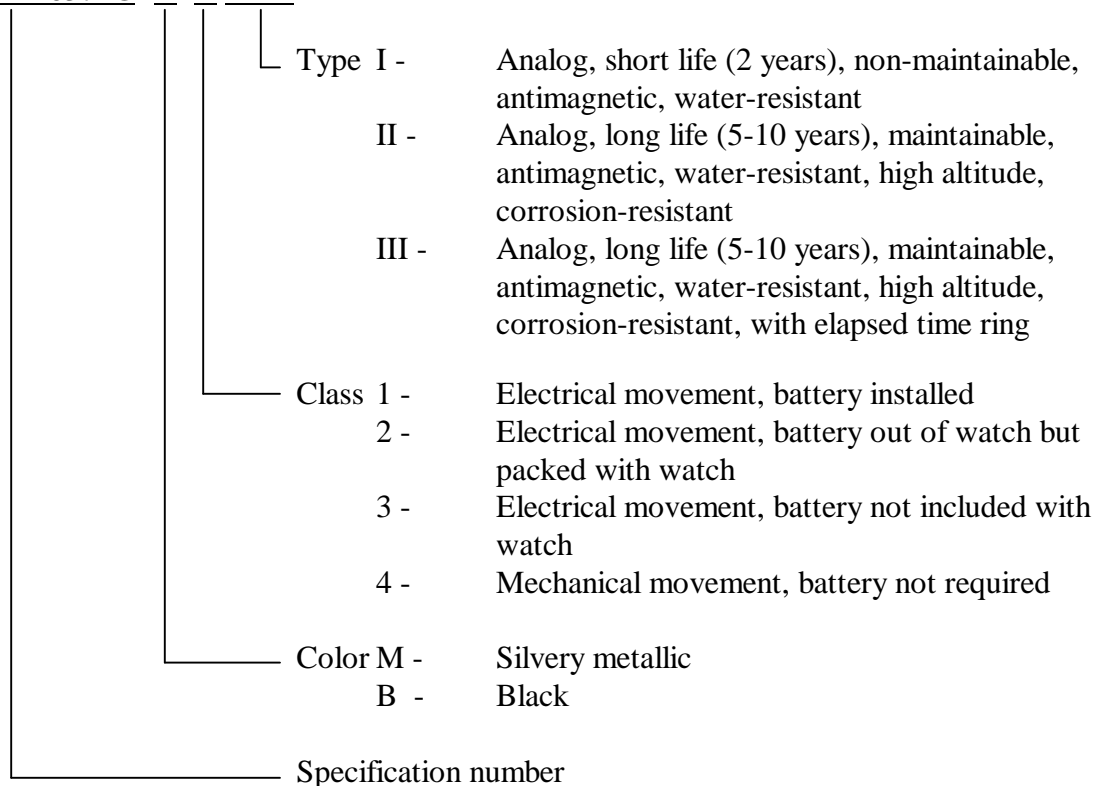 Type I - Analog, short life (2 years), non-maintainable,
antimagnetic, water-resistant
II - Analog, long life (5-10 years), maintainable,
antimagnetic, water-resistant, high altitude,
corrosion-resistant
III - Analog, long life (5-10 years), maintainable,
antimagnetic, water-resistant, high altitude,
corrosion-resistant, with elapsed time ring
Class 1 - Electrical movement, battery installed
2 - Electrical movement, battery out of watch but
packed with watch
3 - Electrical movement, battery not included with
watch
4 - Mechanical movement, battery not required
Color M - Silvery metallic
B - Black
Specification number